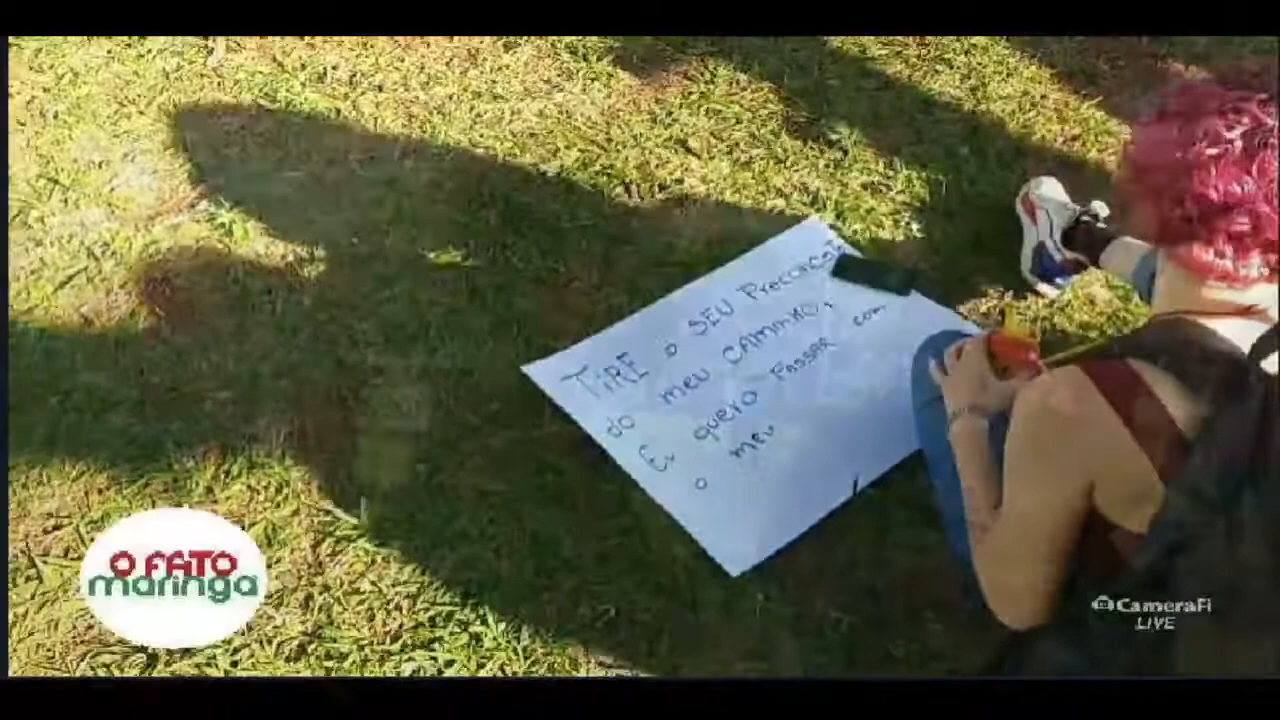 TiRE o SEU Preconceito
do meu CAMINHO,
Eu quero PASSAR com
o meu
O FATO
maringa
CameraFi
LIVE